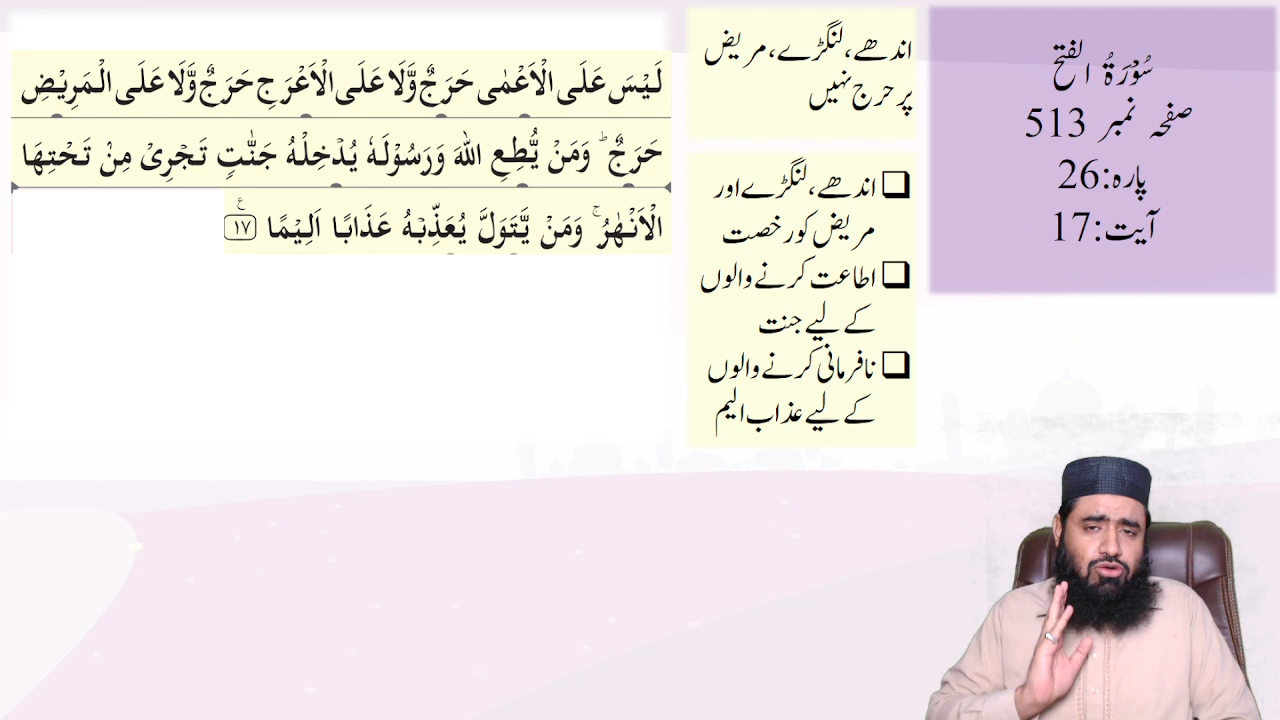 سُوْرَۃُ الفتح
صفحہ نمبر 513
پارہ:26
آیت:17
اندھے،لنگڑے،مریض
پر حرج نہیں
❑ اندھے،لنگڑے اور
مریض کو رخصت
❑ اطاعت کرنے والوں
کے لیے جنت
❑ نافرمانی کرنے والوں
کے لیے عذاب الیم
لَيْسَ عَلَى الْاَعْمٰى حَرَجٌ وَّلَا عَلَى الْاَعْرَجِ حَرَجٌ وَّلَا عَلَى الْمَرِيْضِ
حَرَجٌ ؕ وَمَنْ يُّطِعِ اللّٰهَ وَرَسُوْلَهٗ يُدْخِلْهُ جَنّٰتٍ تَجْرِىْ مِنْ تَحْتِهَا
الْاَنْهٰرُ ۚ وَمَنْ يَّتَوَلَّ يُعَذِّبْهُ عَذَابًا اَلِيْمًا ﴿۱۷﴾ ع